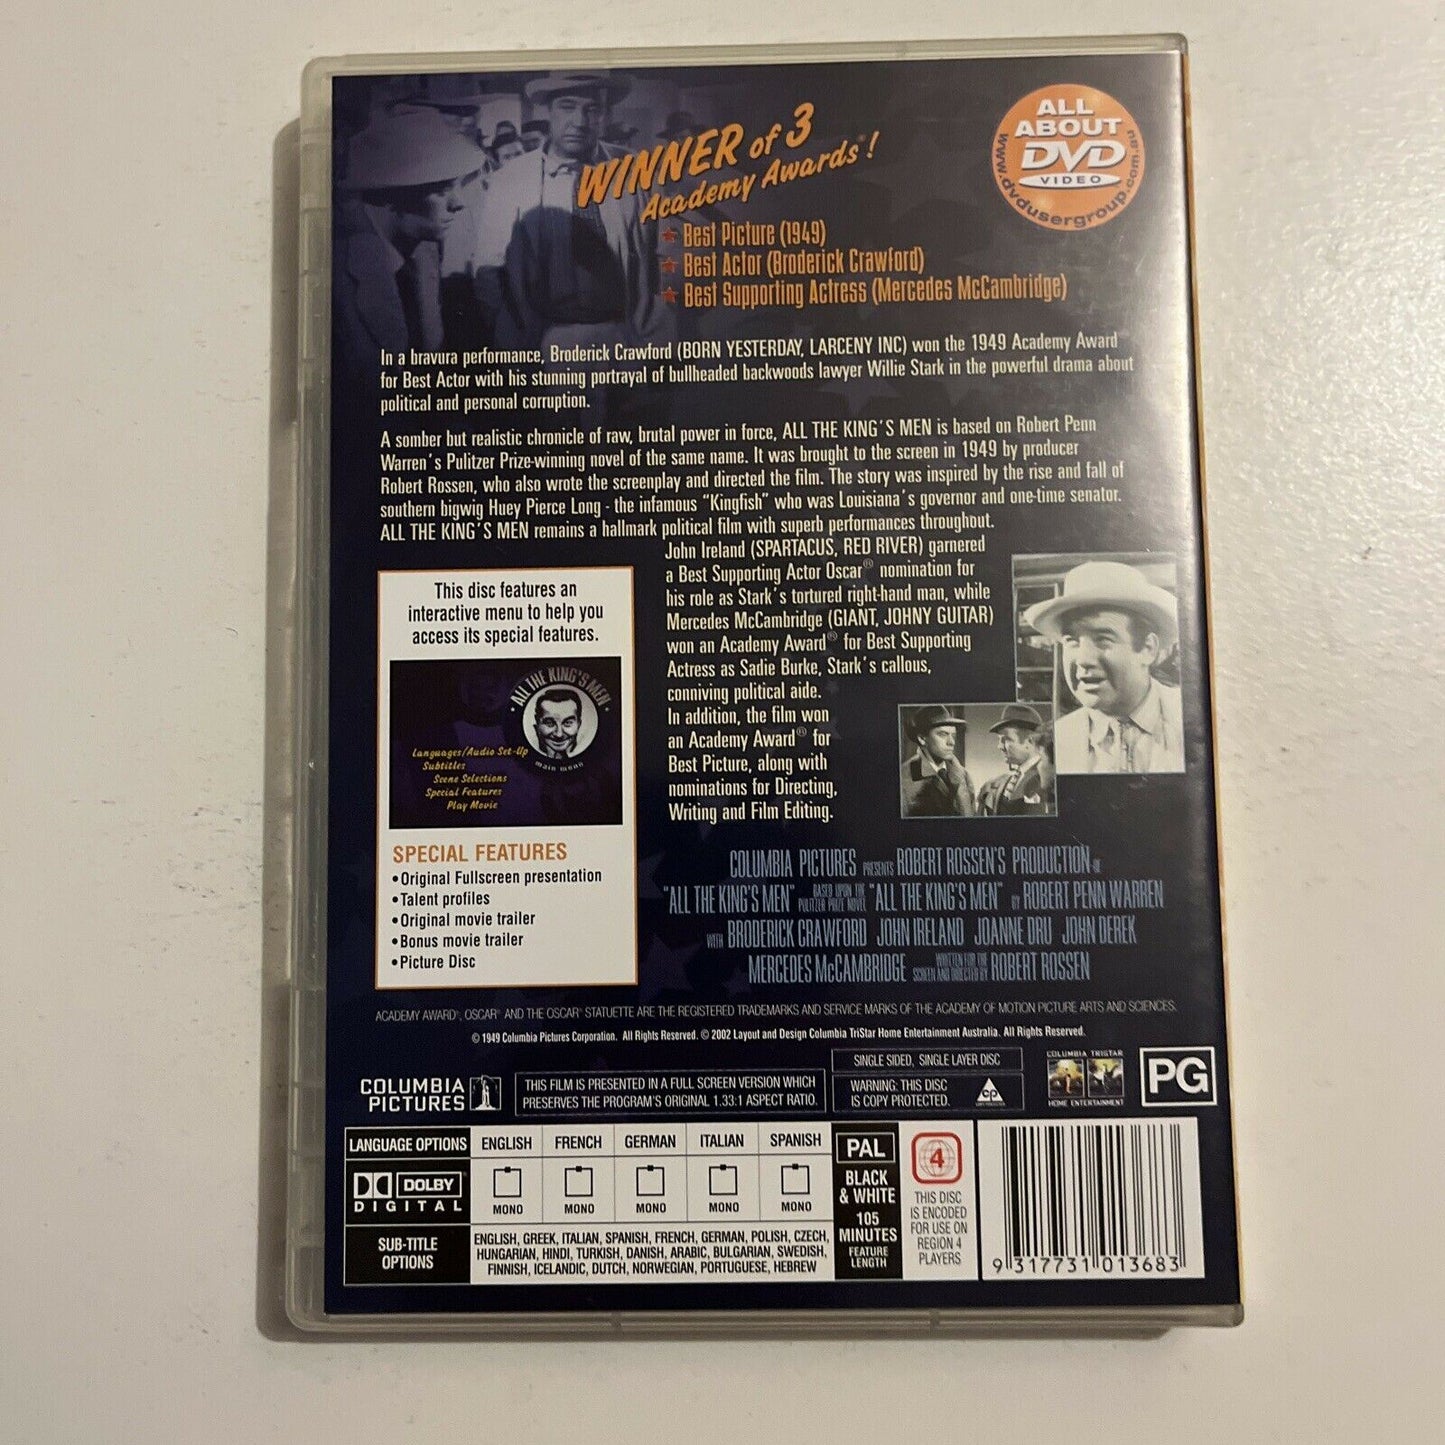 WINNER of 3
Academy Awards®!
Best Picture (1949)
Best Actor (Broderick Crawford)
Best Supporting Actress (Mercedes McCambridge)
ALL
ABOUT
DVD
VIDEO
www.dvdusergroup.com.au
In a bravura performance, Broderick Crawford (BORN YESTERDAY, LARCENY INC) won the 1949 Academy Award
for Best Actor with his stunning portrayal of bullheaded backwoods lawyer Willie Stark in the powerful drama about
political and personal corruption.
A somber but realistic chronicle of raw, brutal power in force, ALL THE KING'S MEN is based on Robert Penn
Warren's Pulitzer Prize-winning novel of the same name. It was brought to the screen in 1949 by producer
Robert Rossen, who also wrote the screenplay and directed the film. The story was inspired by the rise and fall of
southern bigwig Huey Pierce Long - the infamous "Kingfish" who was Louisiana's governor and one-time senator.
ALL THE KING'S MEN remains a hallmark political film with superb performances throughout.
John Ireland (SPARTACUS, RED RIVER) garnered
a Best Supporting Actor Oscar® nomination for
his role as Stark's tortured right-hand man, while
Mercedes McCambridge (GIANT, JOHNY GUITAR)
won an Academy Award® for Best Supporting
Actress as Sadie Burke, Stark's callous,
conniving political aide.
In addition, the film won
an Academy Award® for
Best Picture, along with
nominations for Directing,
Writing and Film Editing.
This disc features an
interactive menu to help you
access its special features.
ALL THE KING'S MEN
main menu
Languages/Audio Set-Up
Subtitles
Scene Selections
Special Features
Play Movie
SPECIAL FEATURES
•Original Fullscreen presentation
•Talent profiles
•Original movie trailer
•Bonus movie trailer
•Picture Disc
COLUMBIA PICTURES PRESENTS ROBERT ROSSEN'S PRODUCTION OF
"ALL THE KING'S MEN" BASED UPON THE PULITZER PRIZE NOVEL "ALL THE KING'S MEN" BY ROBERT PENN WARREN
WITH BRODERICK CRAWFORD JOHN IRELAND JOANNE DRU JOHN DEREK
MERCEDES McCAMBRIDGE WRITTEN FOR THE SCREEN AND DIRECTED BY ROBERT ROSSEN
ACADEMY AWARD®, OSCAR® AND THE OSCAR® STATUETTE ARE THE REGISTERED TRADEMARKS AND SERVICE MARKS OF THE ACADEMY OF MOTION PICTURE ARTS AND SCIENCES.
© 1949 Columbia Pictures Corporation. All Rights Reserved. © 2002 Layout and Design Columbia TriStar Home Entertainment Australia. All Rights Reserved.
COLUMBIA
PICTURES
THIS FILM IS PRESENTED IN A FULL SCREEN VERSION WHICH
PRESERVES THE PROGRAM'S ORIGINAL 1.33:1 ASPECT RATIO.
SINGLE SIDED, SINGLE LAYER DISC
WARNING: THIS DISC
IS COPY PROTECTED.
COLUMBIA TRISTAR
HOME ENTERTAINMENT
PG
LANGUAGE OPTIONS ENGLISH FRENCH GERMAN ITALIAN SPANISH
DOLBY
DIGITAL
MONO MONO MONO MONO MONO
SUB-TITLE
OPTIONS
ENGLISH, GREEK, ITALIAN, SPANISH, FRENCH, GERMAN, POLISH, CZECH,
HUNGARIAN, HINDI, TURKISH, DANISH, ARABIC, BULGARIAN, SWEDISH,
FINNISH, ICELANDIC, DUTCH, NORWEGIAN, PORTUGUESE, HEBREW
PAL
BLACK
& WHITE
105
MINUTES
FEATURE
LENGTH
4
THIS DISC
IS ENCODED
FOR USE ON
REGION 4
PLAYERS
9 317731 013683